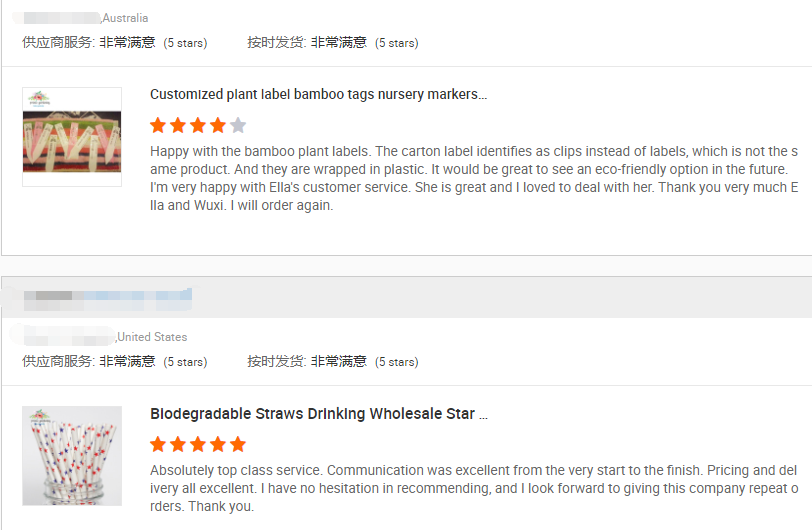 ,Australia
供应商服务: 非常满意 (5 stars) 按时发货: 非常满意 (5 stars)
Customized plant label bamboo tags nursery markers...
Happy with the bamboo plant labels. The carton label identifies as clips instead of labels, which is not the s
ame product. And they are wrapped in plastic. It would be great to see an eco-friendly option in the future.
I'm very happy with Ella's customer service. She is great and I loved to deal with her. Thank you very much E
lla and Wuxi. I will order again.
,United States
供应商服务: 非常满意 (5 stars) 按时发货: 非常满意 (5 stars)
Biodegradable Straws Drinking Wholesale Star ...
Absolutely top class service. Communication was excellent from the very start to the finish. Pricing and del
ivery all excellent. I have no hesitation in recommending, and I look forward to giving this company repeat o
rders. Thank you.